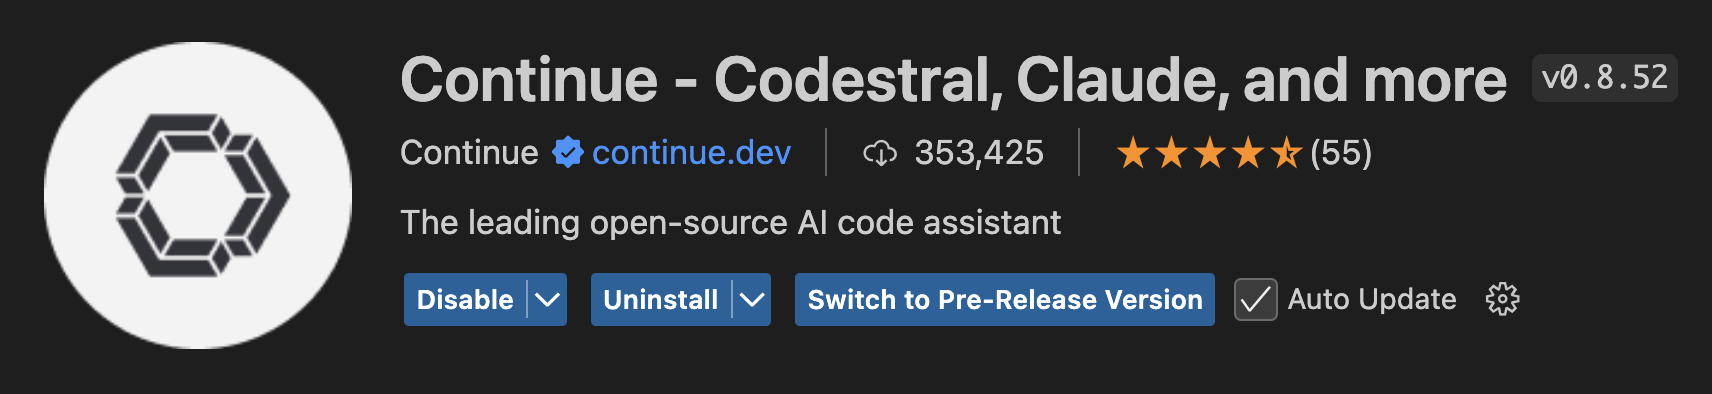 Continue - Codestral, Claude, and more v0.8.52
Continue continue.dev 353,425 (55)
The leading open-source AI code assistant
Disable Uninstall Switch to Pre-Release Version Auto Update